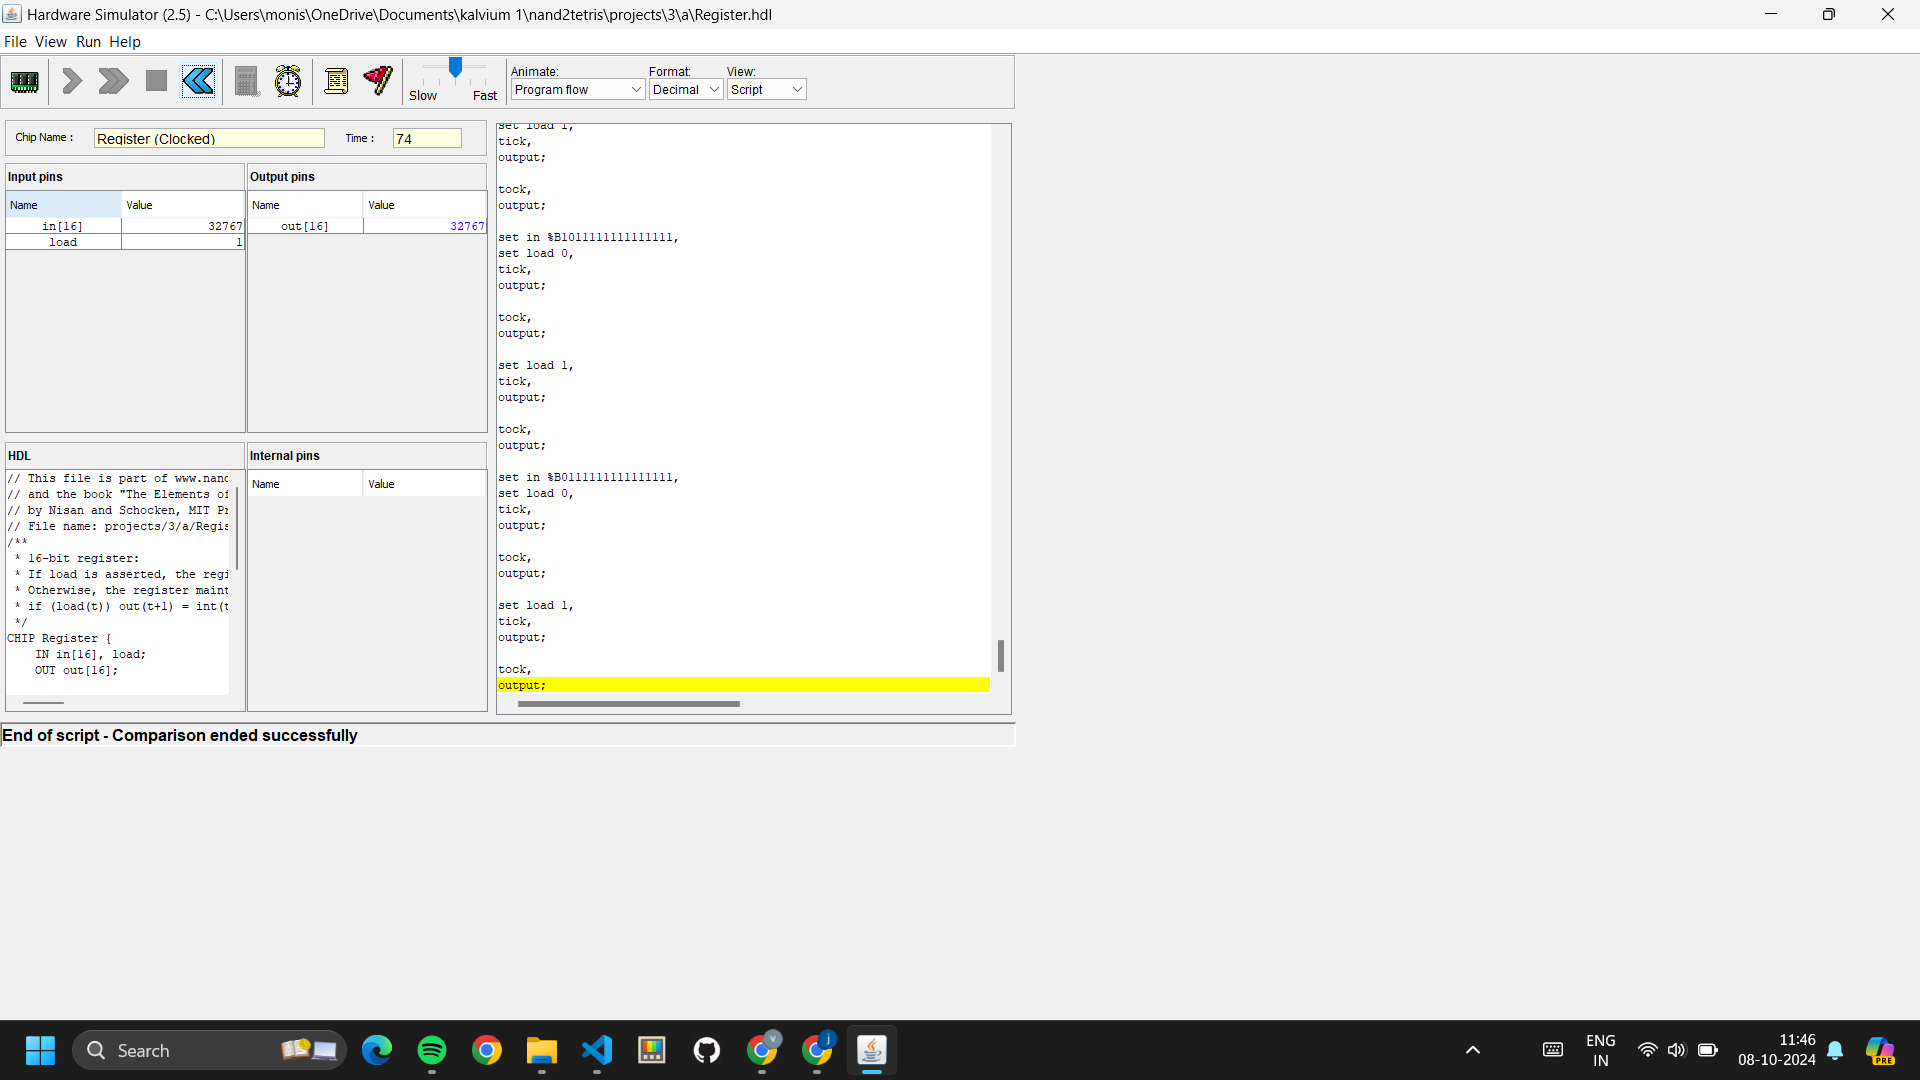 Hardware Simulator (2.5) - C:\Users\monis\OneDrive\Documents\kalvium 1\nand2tetris\projects\3\a\Register.hdl
File View Run Help
Slow
Fast
Animate:
Program flow
Format:
Decimal
View:
Script
Chip Name :
Register (Clocked)
Time :
74
Input pins
Name Value
in[16] 32767
load 1
Output pins
Name Value
out[16] 32767
HDL
// This file is part of www.nand
// and the book "The Elements of
// by Nisan and Schocken, MIT Pr
// File name: projects/3/a/Regis
/**
* 16-bit register:
* If load is asserted, the regi
* Otherwise, the register maint
* if (load(t)) out(t+1) = int(t
*/
CHIP Register {
IN in[16], load;
OUT out[16];
Internal pins
Name Value
set load 1,
tick,
output;
tock,
output;
set in %B1011111111111111,
set load 0,
tick,
output;
tock,
output;
set load 1,
tick,
output;
tock,
output;
set in %B0111111111111111,
set load 0,
tick,
output;
tock,
output;
set load 1,
tick,
output;
tock,
output;
End of script - Comparison ended successfully
Search
v
j
ENG
IN
11:46
08-10-2024
PRE